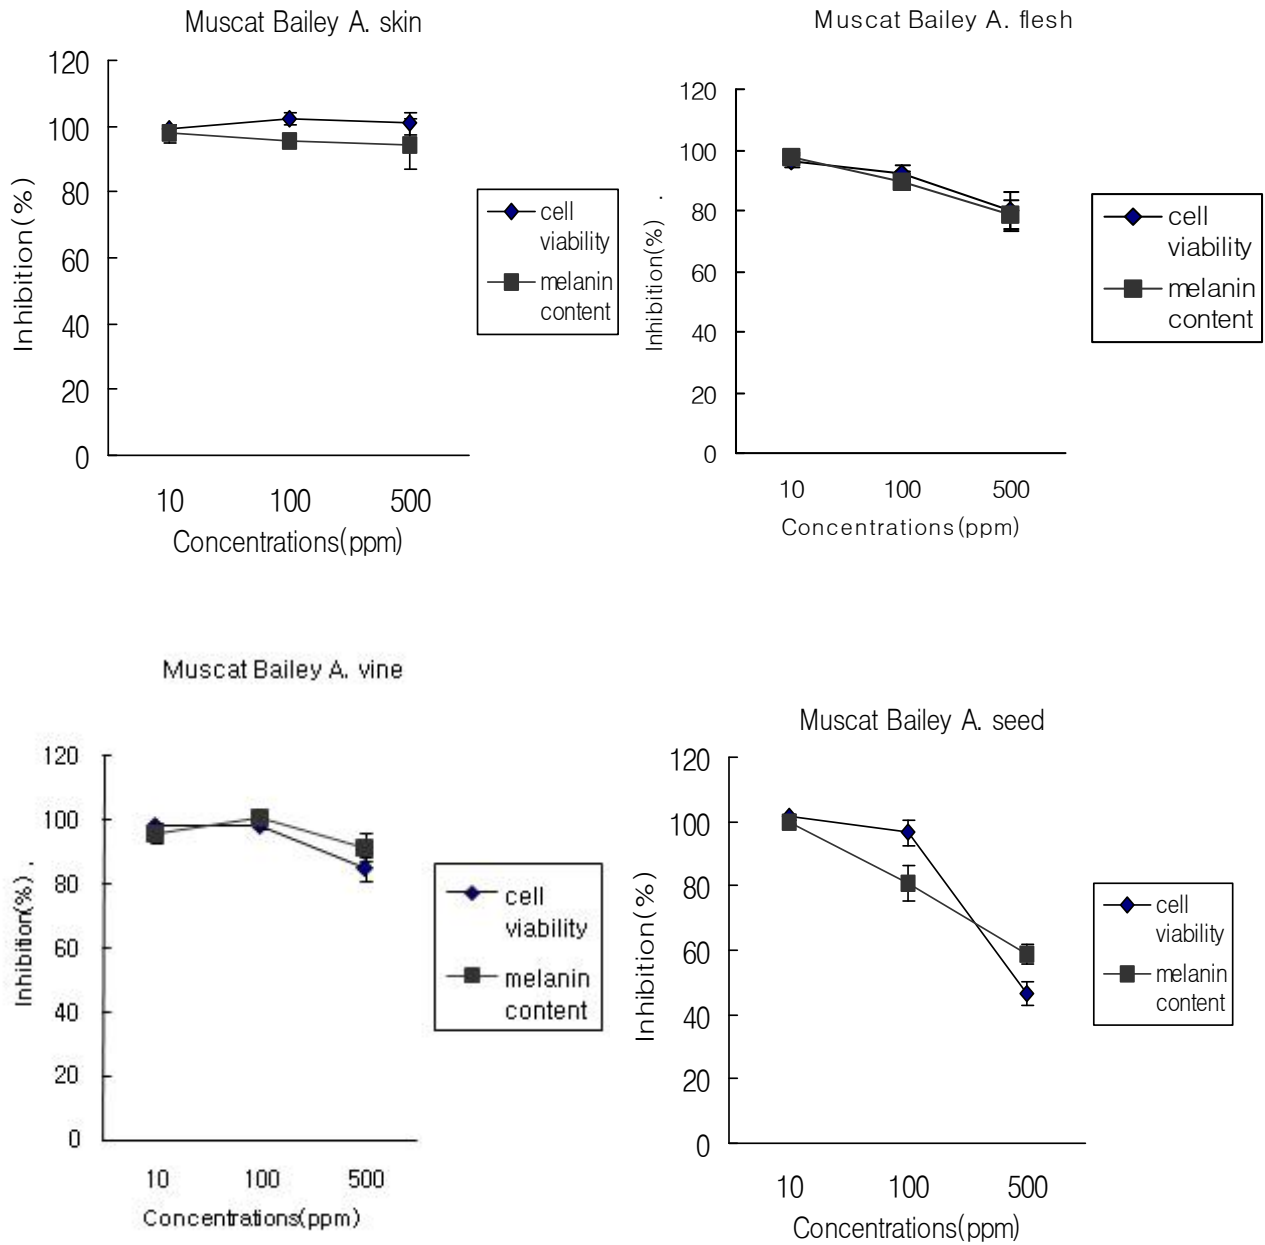 Muscat Bailey A. skin
120
100
80
60
40
20
0
Inhibition(%)
10 100 500
Concentrations(ppm)
cell
viability
melanin
content
Muscat Bailey A. flesh
120
100
80
60
40
20
0
Inhibition(%) .
10 100 500
Concentrations(ppm)
cell
viability
melanin
content
Muscat Bailey A. vine
120
100
80
60
40
20
0
Inhibition(%) .
10 100 500
Concentrations(ppm)
cell
viability
melanin
content
Muscat Bailey A. seed
120
100
80
60
40
20
0
Inhibition(%)
10 100 500
Concentrations(ppm)
cell
viability
melanin
content